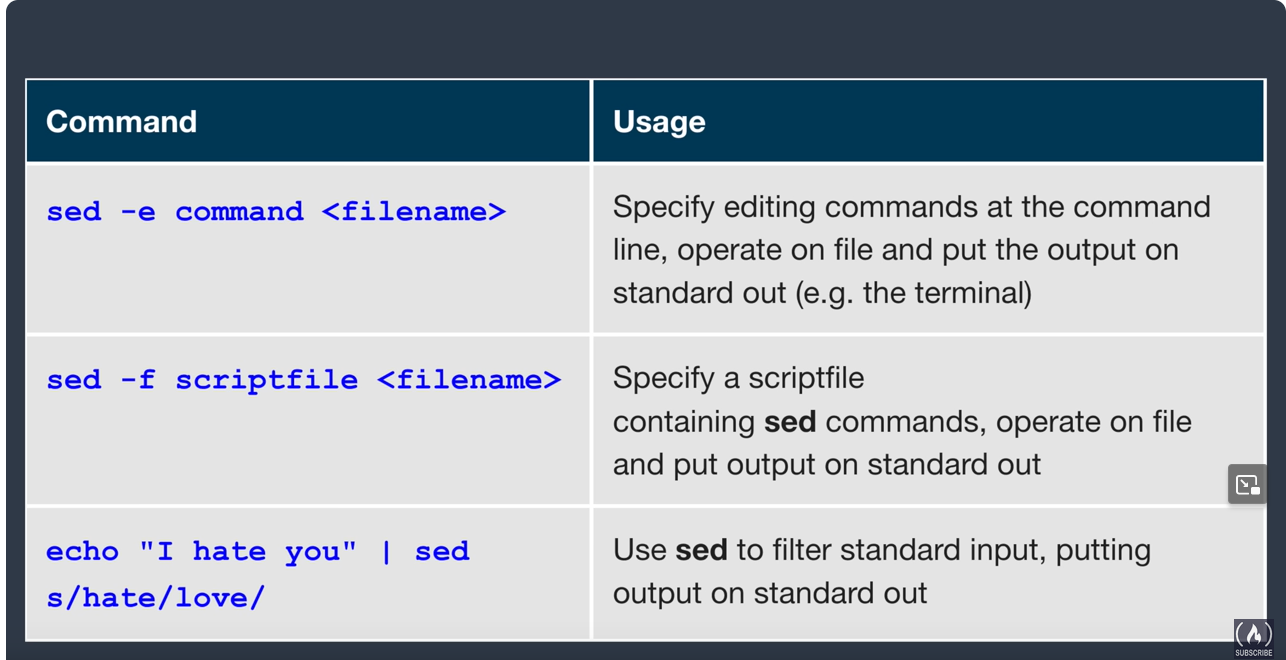 Command
Usage
sed -e command <filename>
Specify editing commands at the command
line, operate on file and put the output on
standard out (e.g. the terminal)
sed -f scriptfile <filename>
Specify a scriptfile
containing sed commands, operate on file
and put output on standard out
echo "I hate you" | sed
s/hate/love/
Use sed to filter standard input, putting
output on standard out
SUBSCRIBE